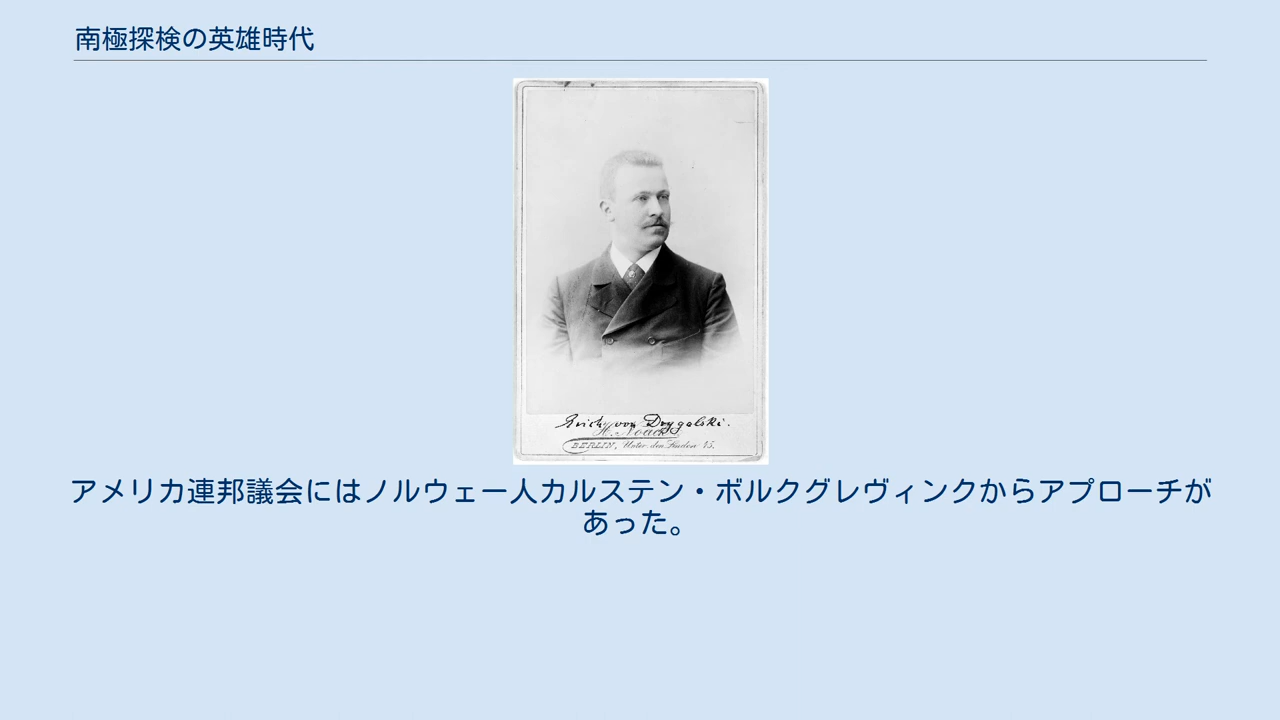 南極探検の英雄時代
Erich von Drygalski.
H. Noack
BERLIN, Unter den Linden 45.
アメリカ連邦議会にはノルウェー人カルステン・ボルクグレヴィンクからアプローチが
あった。